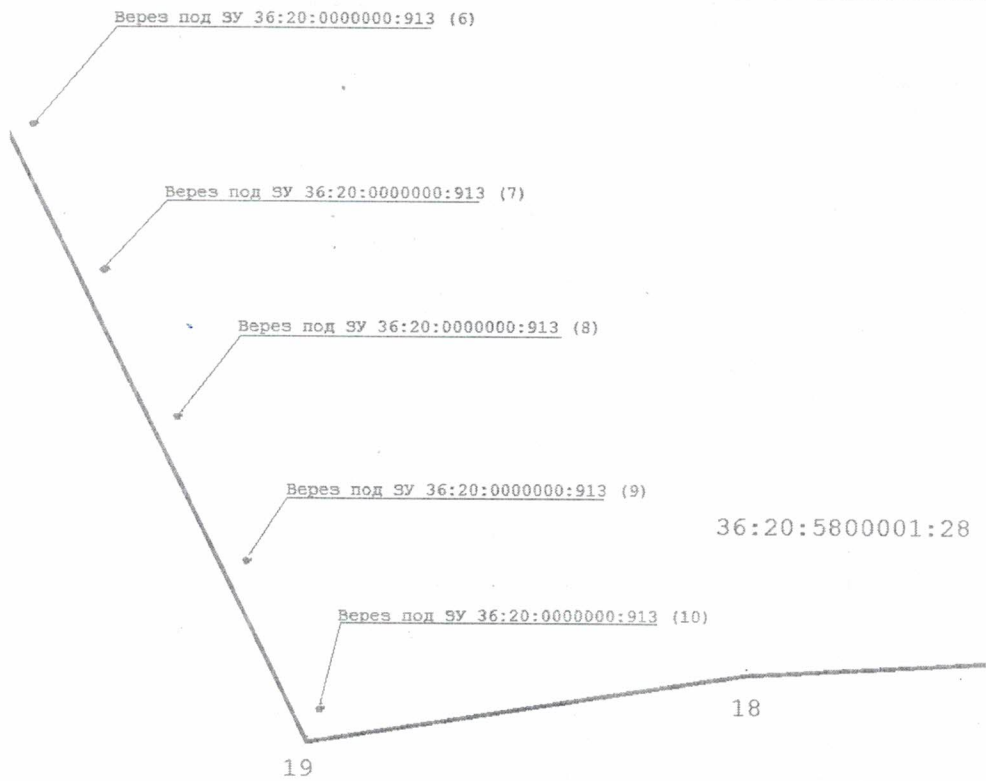 Верез под ЗУ 36:20:0000000:913 (6)
Верез под ЗУ 36:20:0000000:913 (7)
Верез под ЗУ 36:20:0000000:913 (8)
Верез под ЗУ 36:20:0000000:913 (9)
36:20:5800001:28
Верез под ЗУ 36:20:0000000:913 (10)
18
19